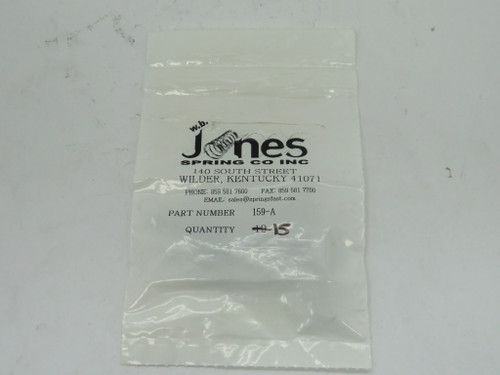 w.b.
Jones
SPRING CO INC
140 SOUTH STREET
WILDER, KENTUCKY 41071
PHONE: 859 581 7600 FAX: 859 581 7700
EMAIL: sales@springsfast.com
PART NUMBER 159-A
QUANTITY 10 15